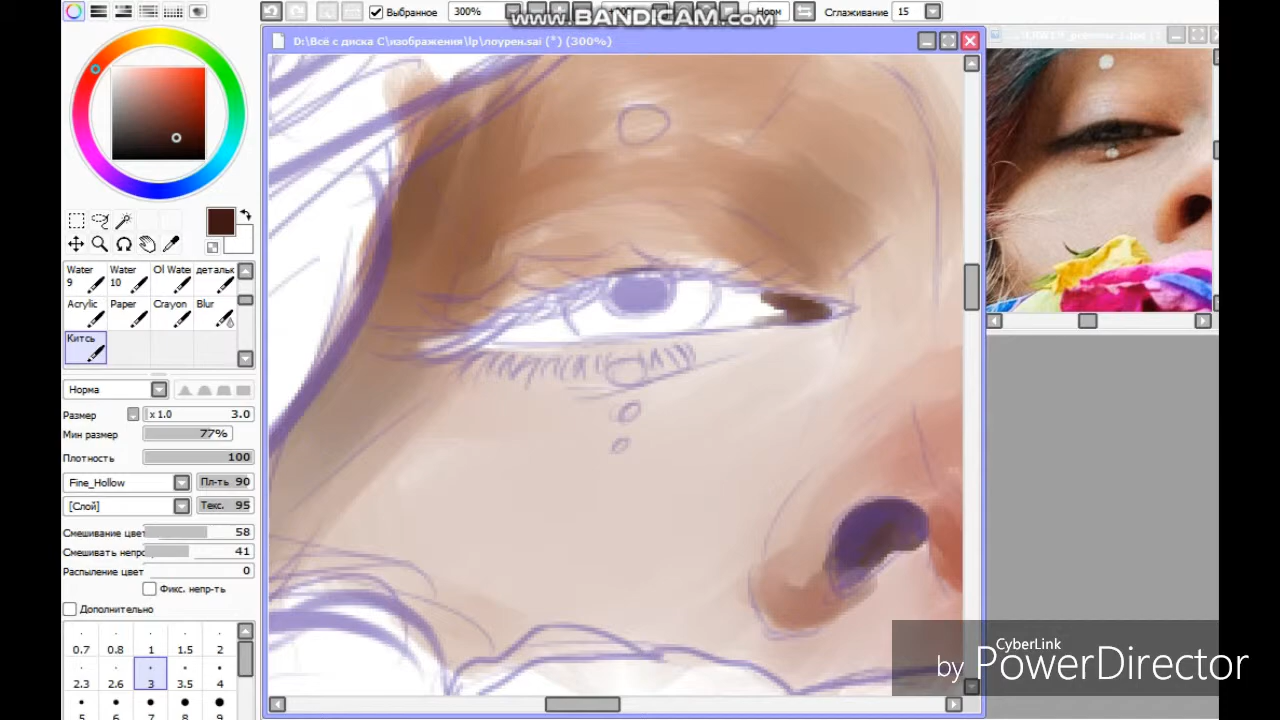 Выбранное 300% Норм Сглаживание 15
www.BANDICAM.com
D:\Всё с диска C\изображения\lp\лоурен.sai (*) (300%)
Water 9
Water 10
Ol Wate
детальк
Acrylic
Paper
Crayon
Blur
Китсь
Норма
Размер x 1.0 3.0
Мин размер 77%
Плотность 100
Fine_Hollow Пл-ть 90
[Слой] Текс. 95
Смешивание цвет 58
Смешивать непро 41
Распыление цвет 0
Фикс. непр-ть
Дополнительно
0.7 0.8 1 1.5 2
2.3 2.6 3 3.5 4
5 6 7 8 9
CyberLink
by PowerDirector